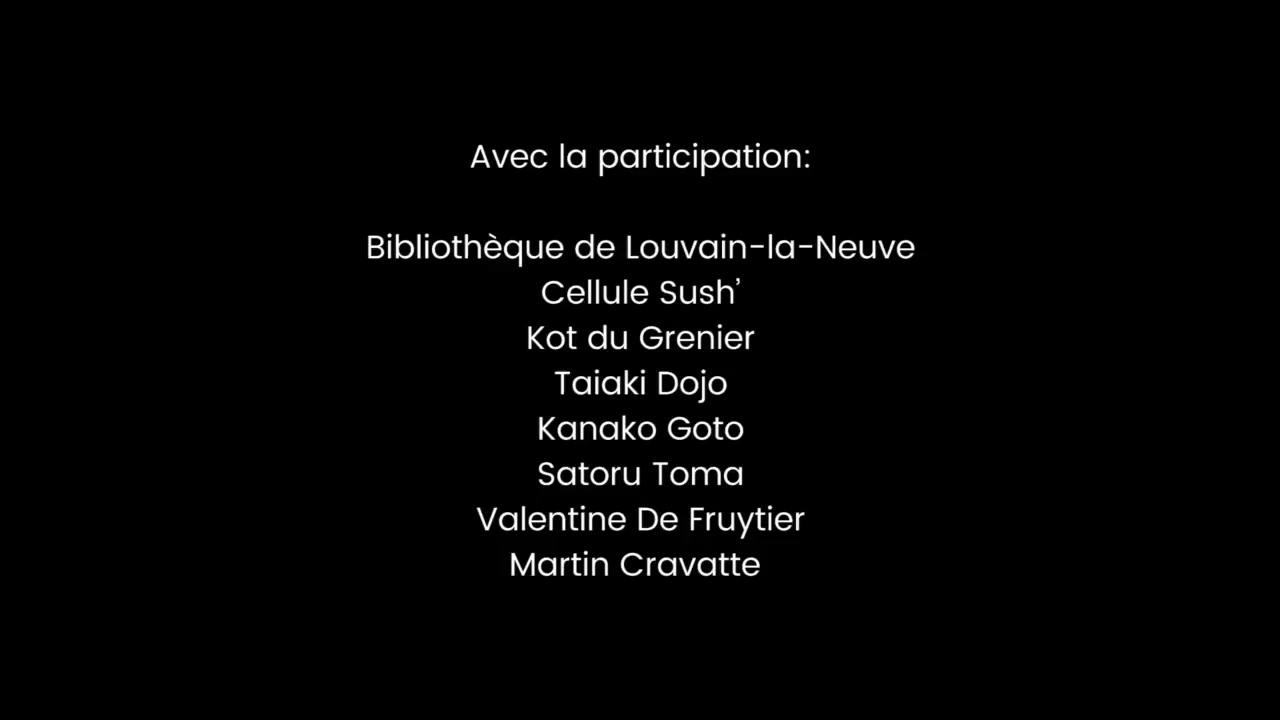 Avec la participation:
Bibliothèque de Louvain-la-Neuve
Cellule Sush’
Kot du Grenier
Taiaki Dojo
Kanako Goto
Satoru Toma
Valentine De Fruytier
Martin Cravatte